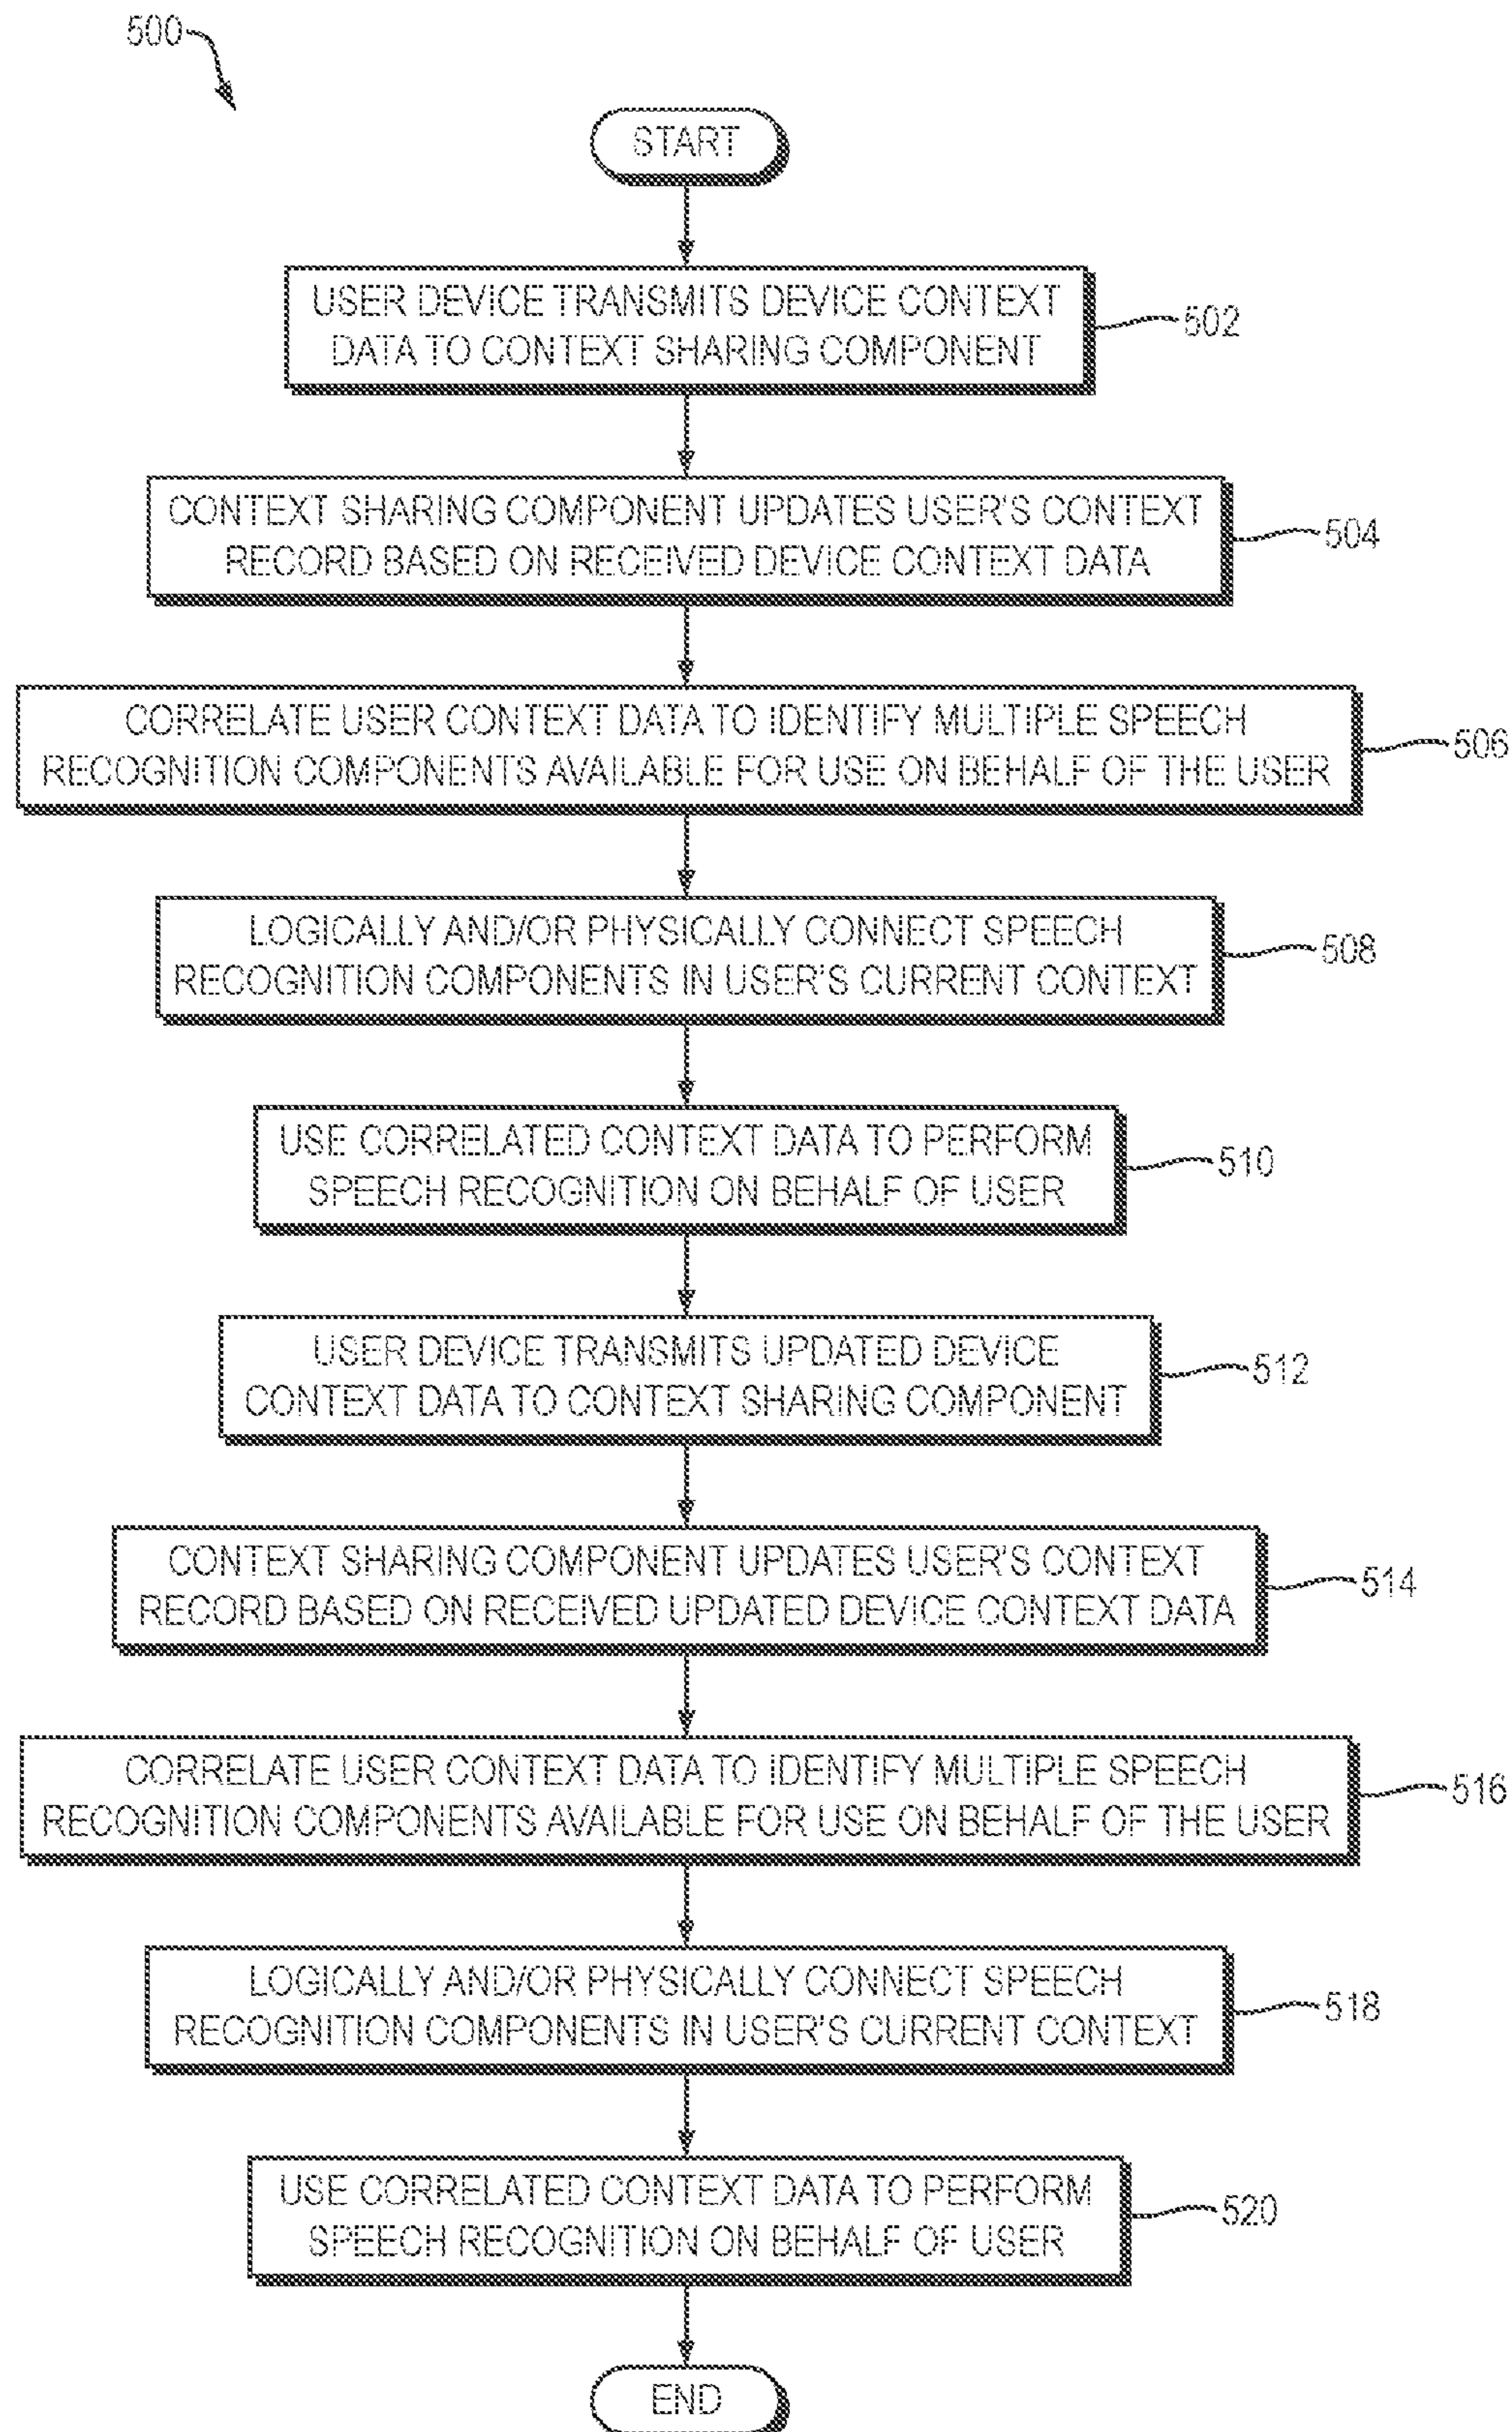 500
START
USER DEVICE TRANSMITS DEVICE CONTEXT
DATA TO CONTEXT SHARING COMPONENT
502
CONTEXT SHARING COMPONENT UPDATES USER'S CONTEXT
RECORD BASED ON RECEIVED DEVICE CONTEXT DATA
504
CORRELATE USER CONTEXT DATA TO IDENTIFY MULTIPLE SPEECH
RECOGNITION COMPONENTS AVAILABLE FOR USE ON BEHALF OF THE USER
506
LOGICALLY AND/OR PHYSICALLY CONNECT SPEECH
RECOGNITION COMPONENTS IN USER'S CURRENT CONTEXT
508
USE CORRELATED CONTEXT DATA TO PERFORM
SPEECH RECOGNITION ON BEHALF OF USER
510
USER DEVICE TRANSMITS UPDATED DEVICE
CONTEXT DATA TO CONTEXT SHARING COMPONENT
512
CONTEXT SHARING COMPONENT UPDATES USER'S CONTEXT
RECORD BASED ON RECEIVED UPDATED DEVICE CONTEXT DATA
514
CORRELATE USER CONTEXT DATA TO IDENTIFY MULTIPLE SPEECH
RECOGNITION COMPONENTS AVAILABLE FOR USE ON BEHALF OF THE USER
516
LOGICALLY AND/OR PHYSICALLY CONNECT SPEECH
RECOGNITION COMPONENTS IN USER'S CURRENT CONTEXT
518
USE CORRELATED CONTEXT DATA TO PERFORM
SPEECH RECOGNITION ON BEHALF OF USER
520
END